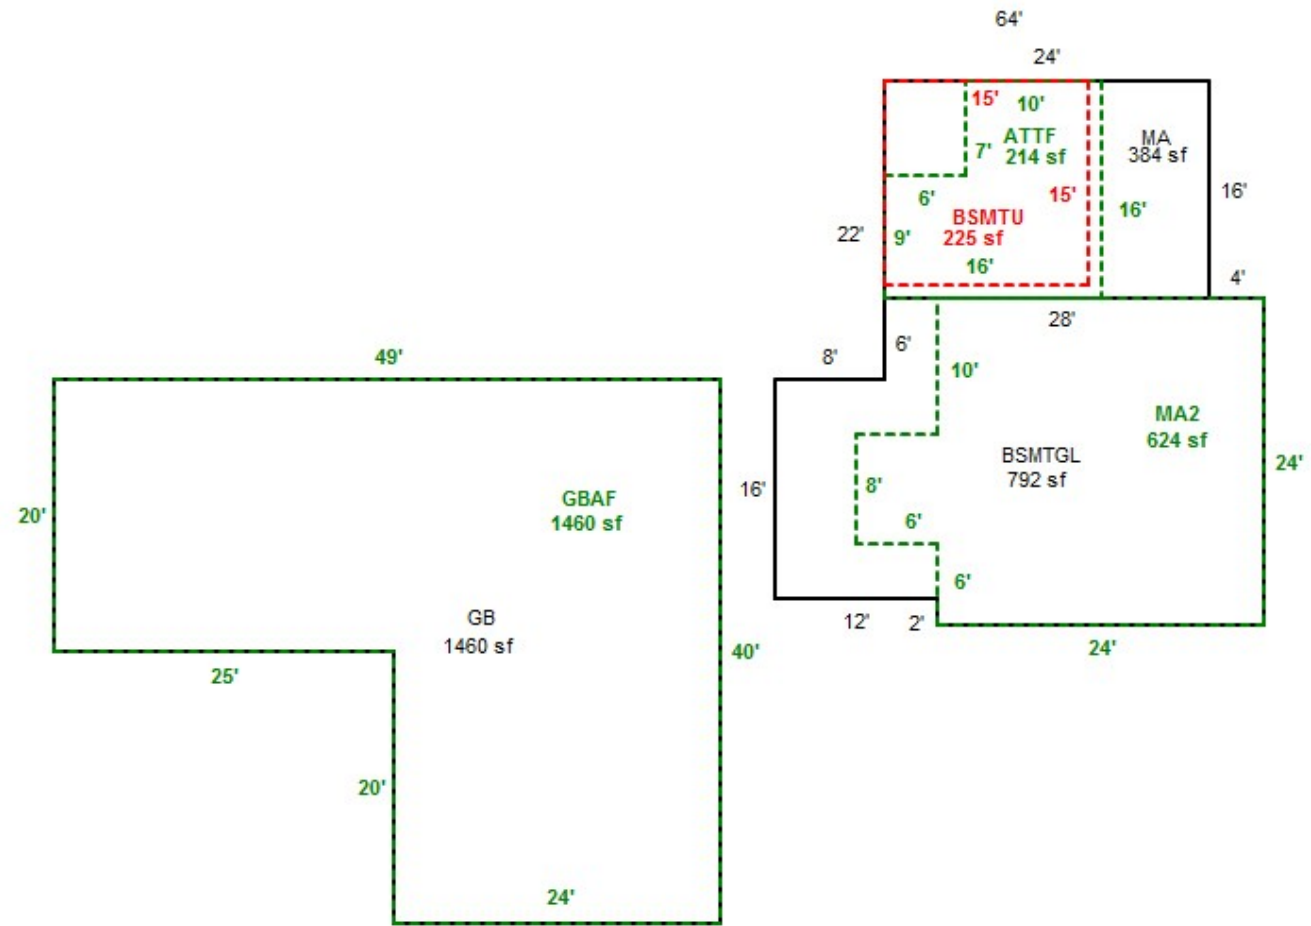 64'
24'
15'
10'
ATTF
214 sf
MA
384 sf
7'
6'
15'
16'
16'
BSMTU
225 sf
22'
9'
16'
4'
28'
6'
8'
49'
10'
MA2
624 sf
BSMTGL
792 sf
24'
16'
8'
GBAF
1460 sf
20'
6'
6'
GB
1460 sf
12'
2'
24'
40'
25'
20'
24'